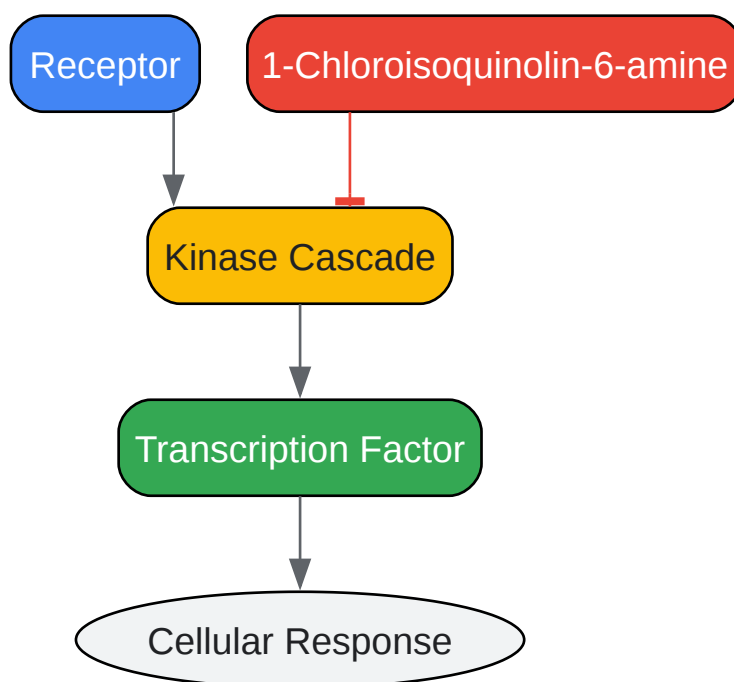 Receptor
1-Chloroisoquinolin-6-amine
Kinase Cascade
Transcription Factor
Cellular Response